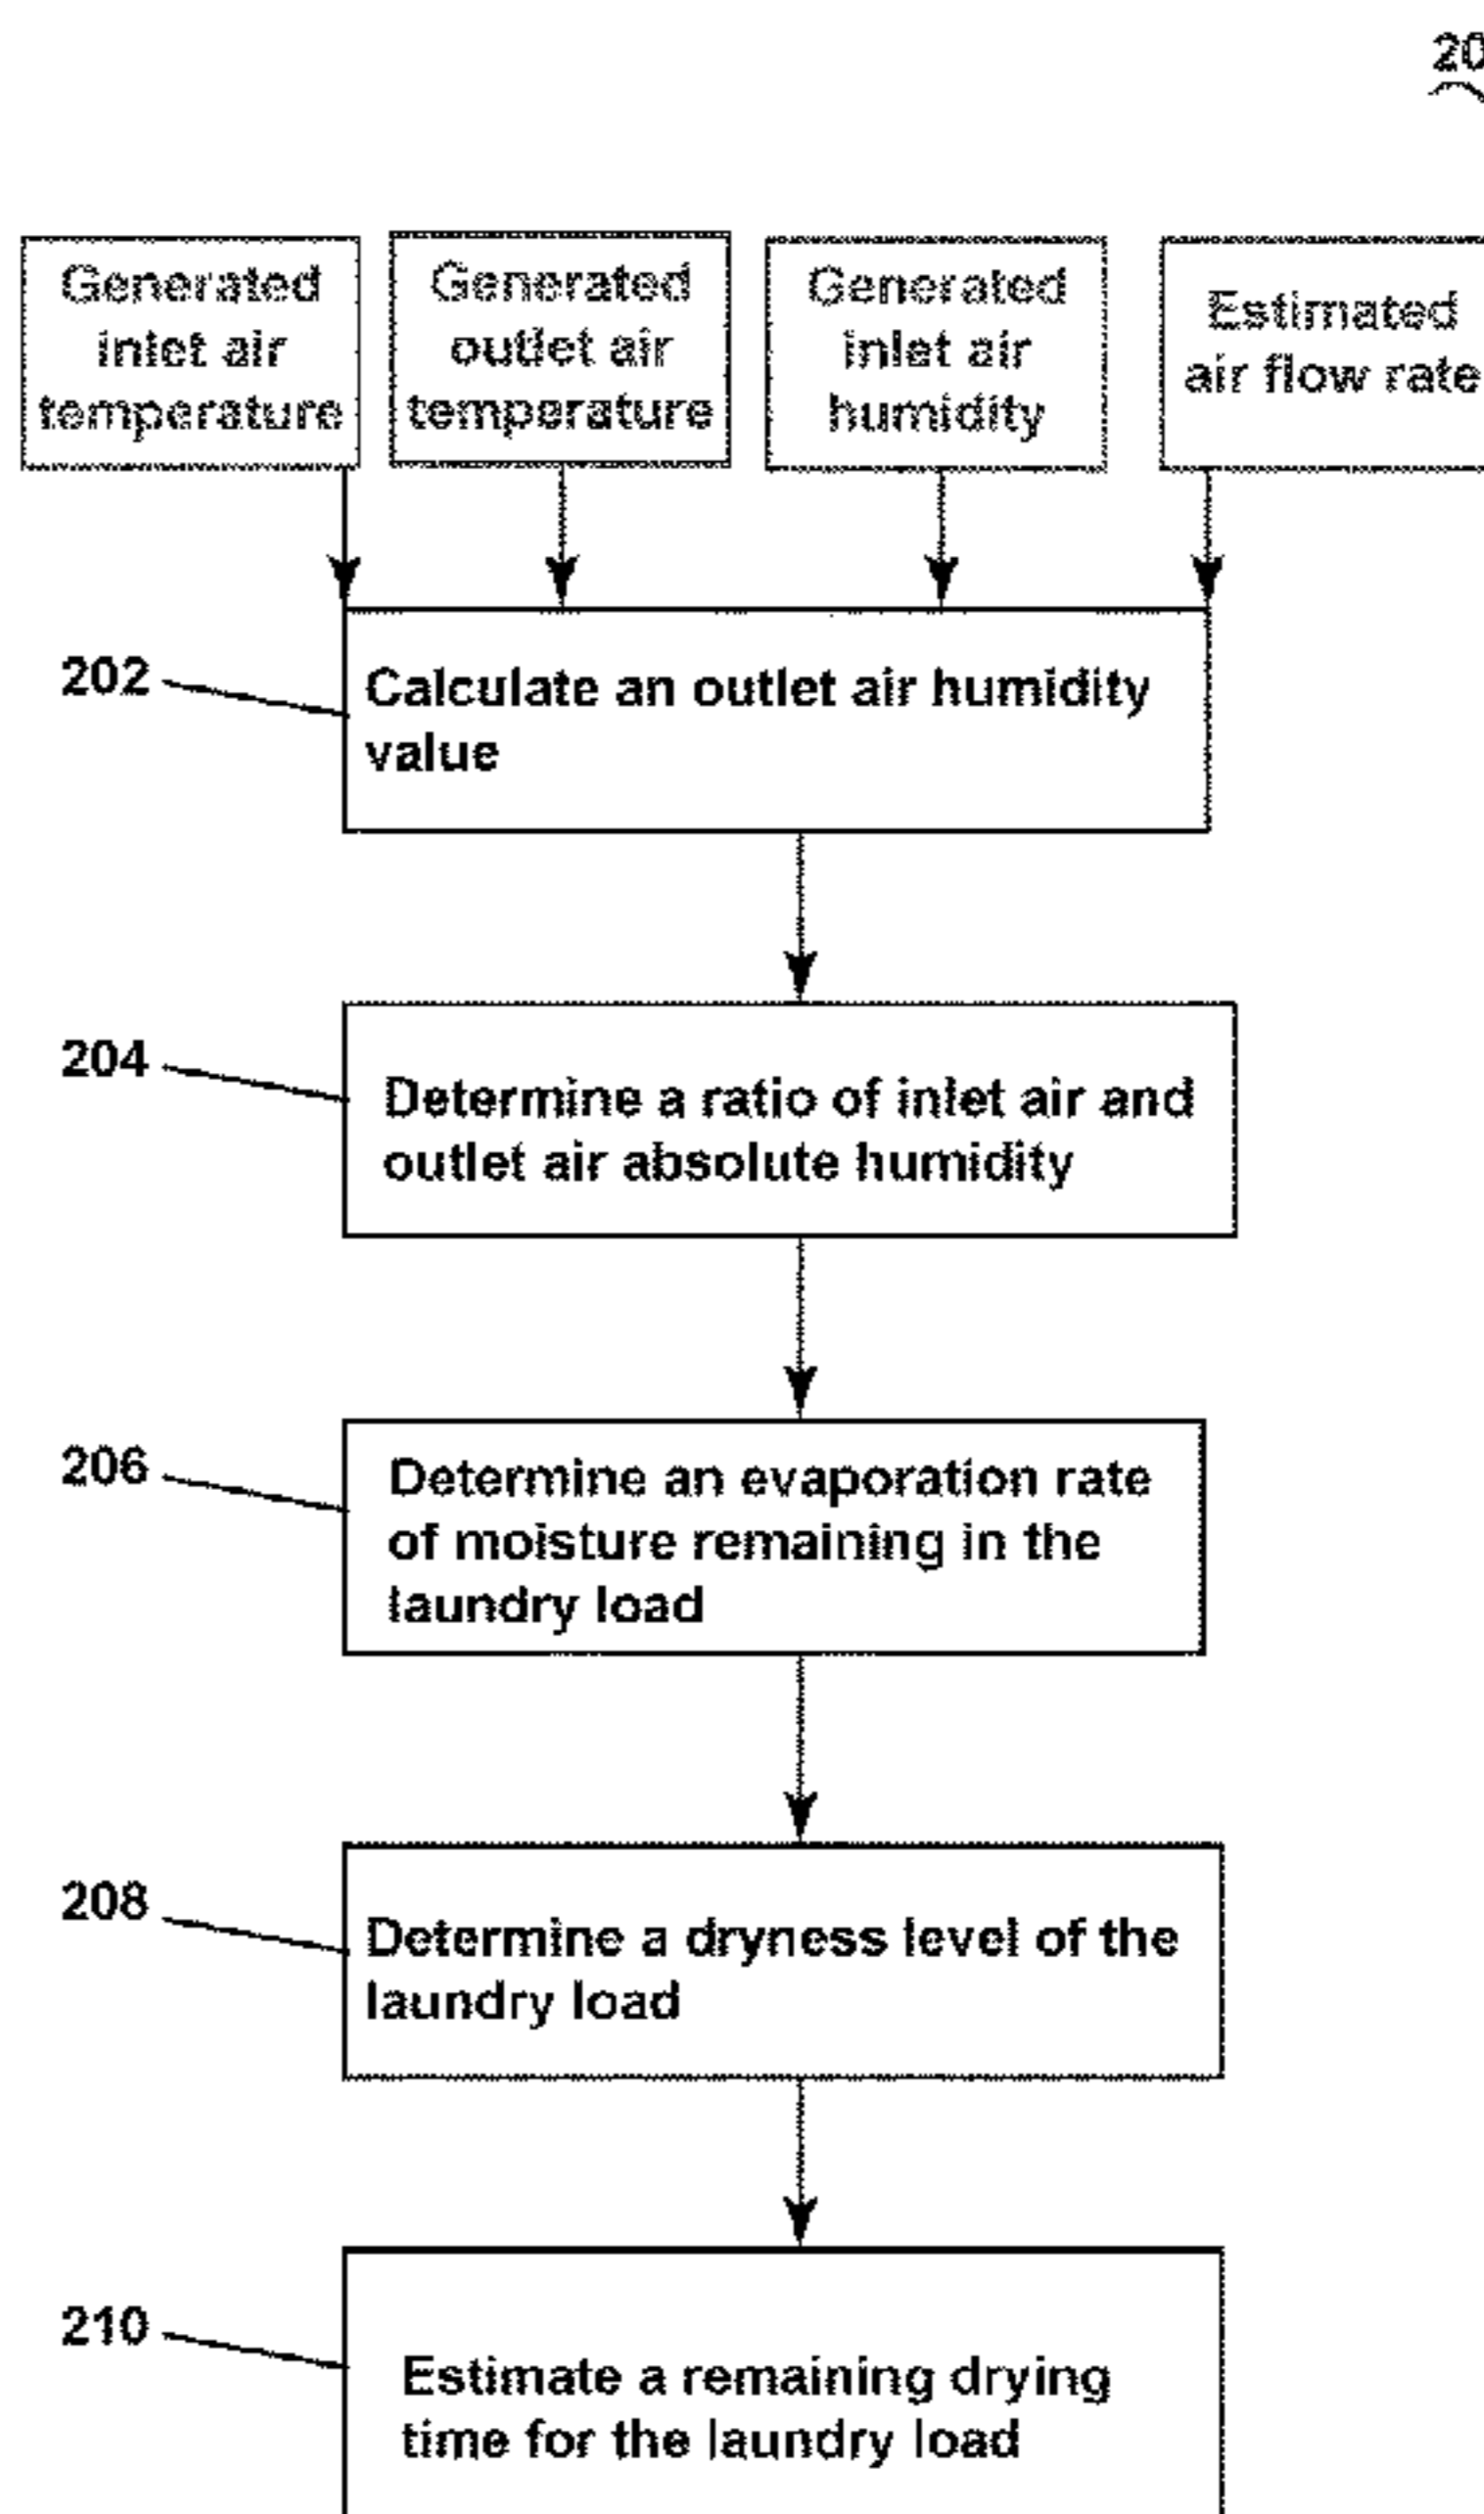 Generated
inlet air
temperature
Generated
outlet air
temperature
Generated
inlet air
humidity
Estimated
air flow rate
202
Calculate an outlet air humidity
value
204
Determine a ratio of inlet air and
outlet air absolute humidity
206
Determine an evaporation rate
of moisture remaining in the
laundry load
208
Determine a dryness level of the
laundry load
210
Estimate a remaining drying
time for the laundry load